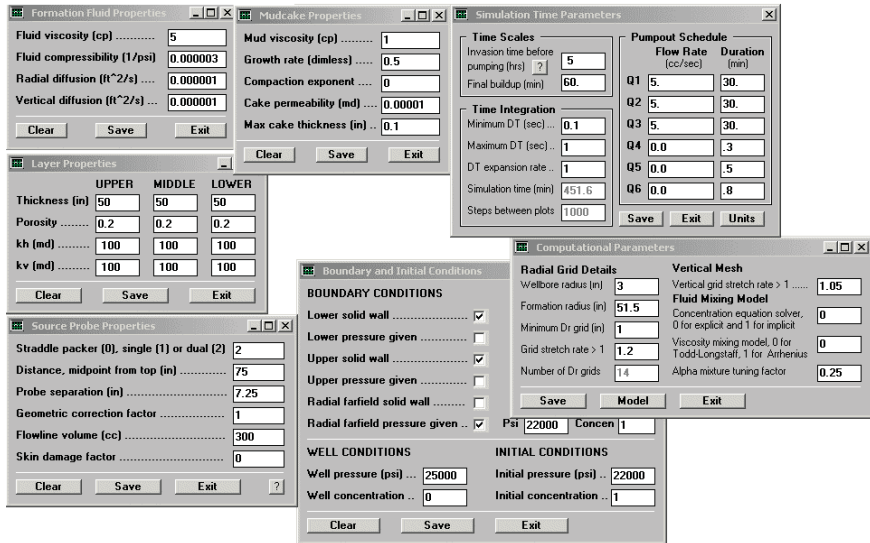 Formation Fluid Properties
Fluid viscosity (cp) ........... 5
Fluid compressibility (1/psi) 0.000003
Radial diffusion (ft^2/s) .... 0.000001
Vertical diffusion (ft^2/s) ... 0.000001
Clear Save Exit
Mudcake Properties
Mud viscosity (cp) ......... 1
Growth rate (dimless) ..... 0.5
Compaction exponent .... 0
Cake permeability (md) .... 0.00001
Max cake thickness (in) .. 0.1
Clear Save Exit
Simulation Time Parameters
Time Scales
Invasion time before
pumping (hrs) ? 5
Final buildup (min) 60.
Time Integration
Minimum DT (sec) ... 0.1
Maximum DT (sec) .. 1
DT expansion rate .. 1
Simulation time (min) 451.6
Steps between plots 1000
Pumpout Schedule
Flow Rate Duration
(cc/sec) (min)
Q1 5. 30.
Q2 5. 30.
Q3 5. 30.
Q4 0.0 .3
Q5 0.0 .5
Q6 0.0 .8
Save Exit Units
Layer Properties
UPPER MIDDLE LOWER
Thickness (in) 50 50 50
Porosity .......... 0.2 0.2 0.2
kh (md) ......... 100 100 100
kv (md) ......... 100 100 100
Clear Save Exit
Source Probe Properties
Straddle packer (0), single (1) or dual (2) 2
Distance, midpoint from top (in) ............. 75
Probe separation (in) ............................ 7.25
Geometric correction factor ................. 1
Flowline volume (cc) ............................ 300
Skin damage factor .............................. 0
Clear Save Exit ?
Boundary and Initial Conditions
BOUNDARY CONDITIONS
Lower solid wall ....................
Lower pressure given ...............
Upper solid wall ....................
Upper pressure given ...............
Radial farfield solid wall .........
Radial farfield pressure given .. Psi 22000 Concen 1
WELL CONDITIONS
Well pressure (psi) ... 25000
Well concentration .. 0
INITIAL CONDITIONS
Initial pressure (psi) .. 22000
Initial concentration .. 1
Clear Save Exit
Computational Parameters
Radial Grid Details
Wellbore radius (in) 3
Formation radius (in) 51.5
Minimum Dr grid (in) 1
Grid stretch rate > 1 1.2
Number of Dr grids 14
Vertical Mesh
Vertical grid stretch rate > 1 ...... 1.05
Fluid Mixing Model
Concentration equation solver,
0 for explicit and 1 for implicit 0
Viscosity mixing model, 0 for
Todd-Longstaff, 1 for Arrhenius 0
Alpha mixture tuning factor 0.25
Save Model Exit